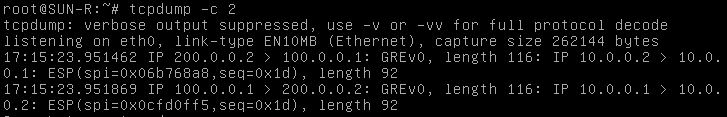 root@SUN-R:~# tcpdump -c 2
tcpdump: verbose output suppressed, use -v or -vv for full protocol decode
listening on eth0, link-type EN10MB (Ethernet), capture size 262144 bytes
17:15:23.951462 IP 200.0.0.2 > 100.0.0.1: GREv0, length 116: IP 10.0.0.2 > 10.0.
0.1: ESP(spi=0x06b768a8,seq=0x1d), length 92
17:15:23.951869 IP 100.0.0.1 > 200.0.0.2: GREv0, length 116: IP 10.0.0.1 > 10.0.
0.2: ESP(spi=0x0cfd0ff5,seq=0x1d), length 92